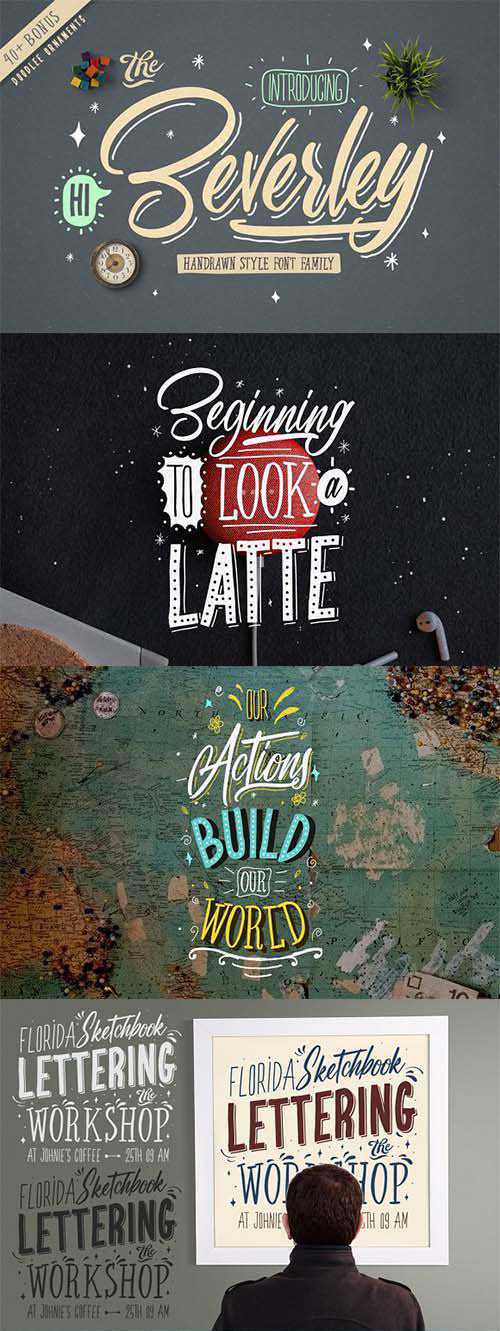 40+ BONUS
DOODLEE ORNAMENTS
the
INTRODUCING
Beverley
HI
HANDRAWN STYLE FONT FAMILY
Beginning
TO LOOK a
LATTE
OUR
Actions
BUILD
OUR
WORLD
10
FLORIDA Sketchbook
LETTERING
the
WORKSHOP
AT JOHNIE'S COFFEE 25TH 09 AM
FLORIDA Sketchbook
LETTERING
the
WORKSHOP
AT JOHNIE'S COFFEE 25TH 09 AM
FLORIDA Sketchbook
LETTERING
the
WORKSHOP
AT JOHNIE 25TH 09 AM